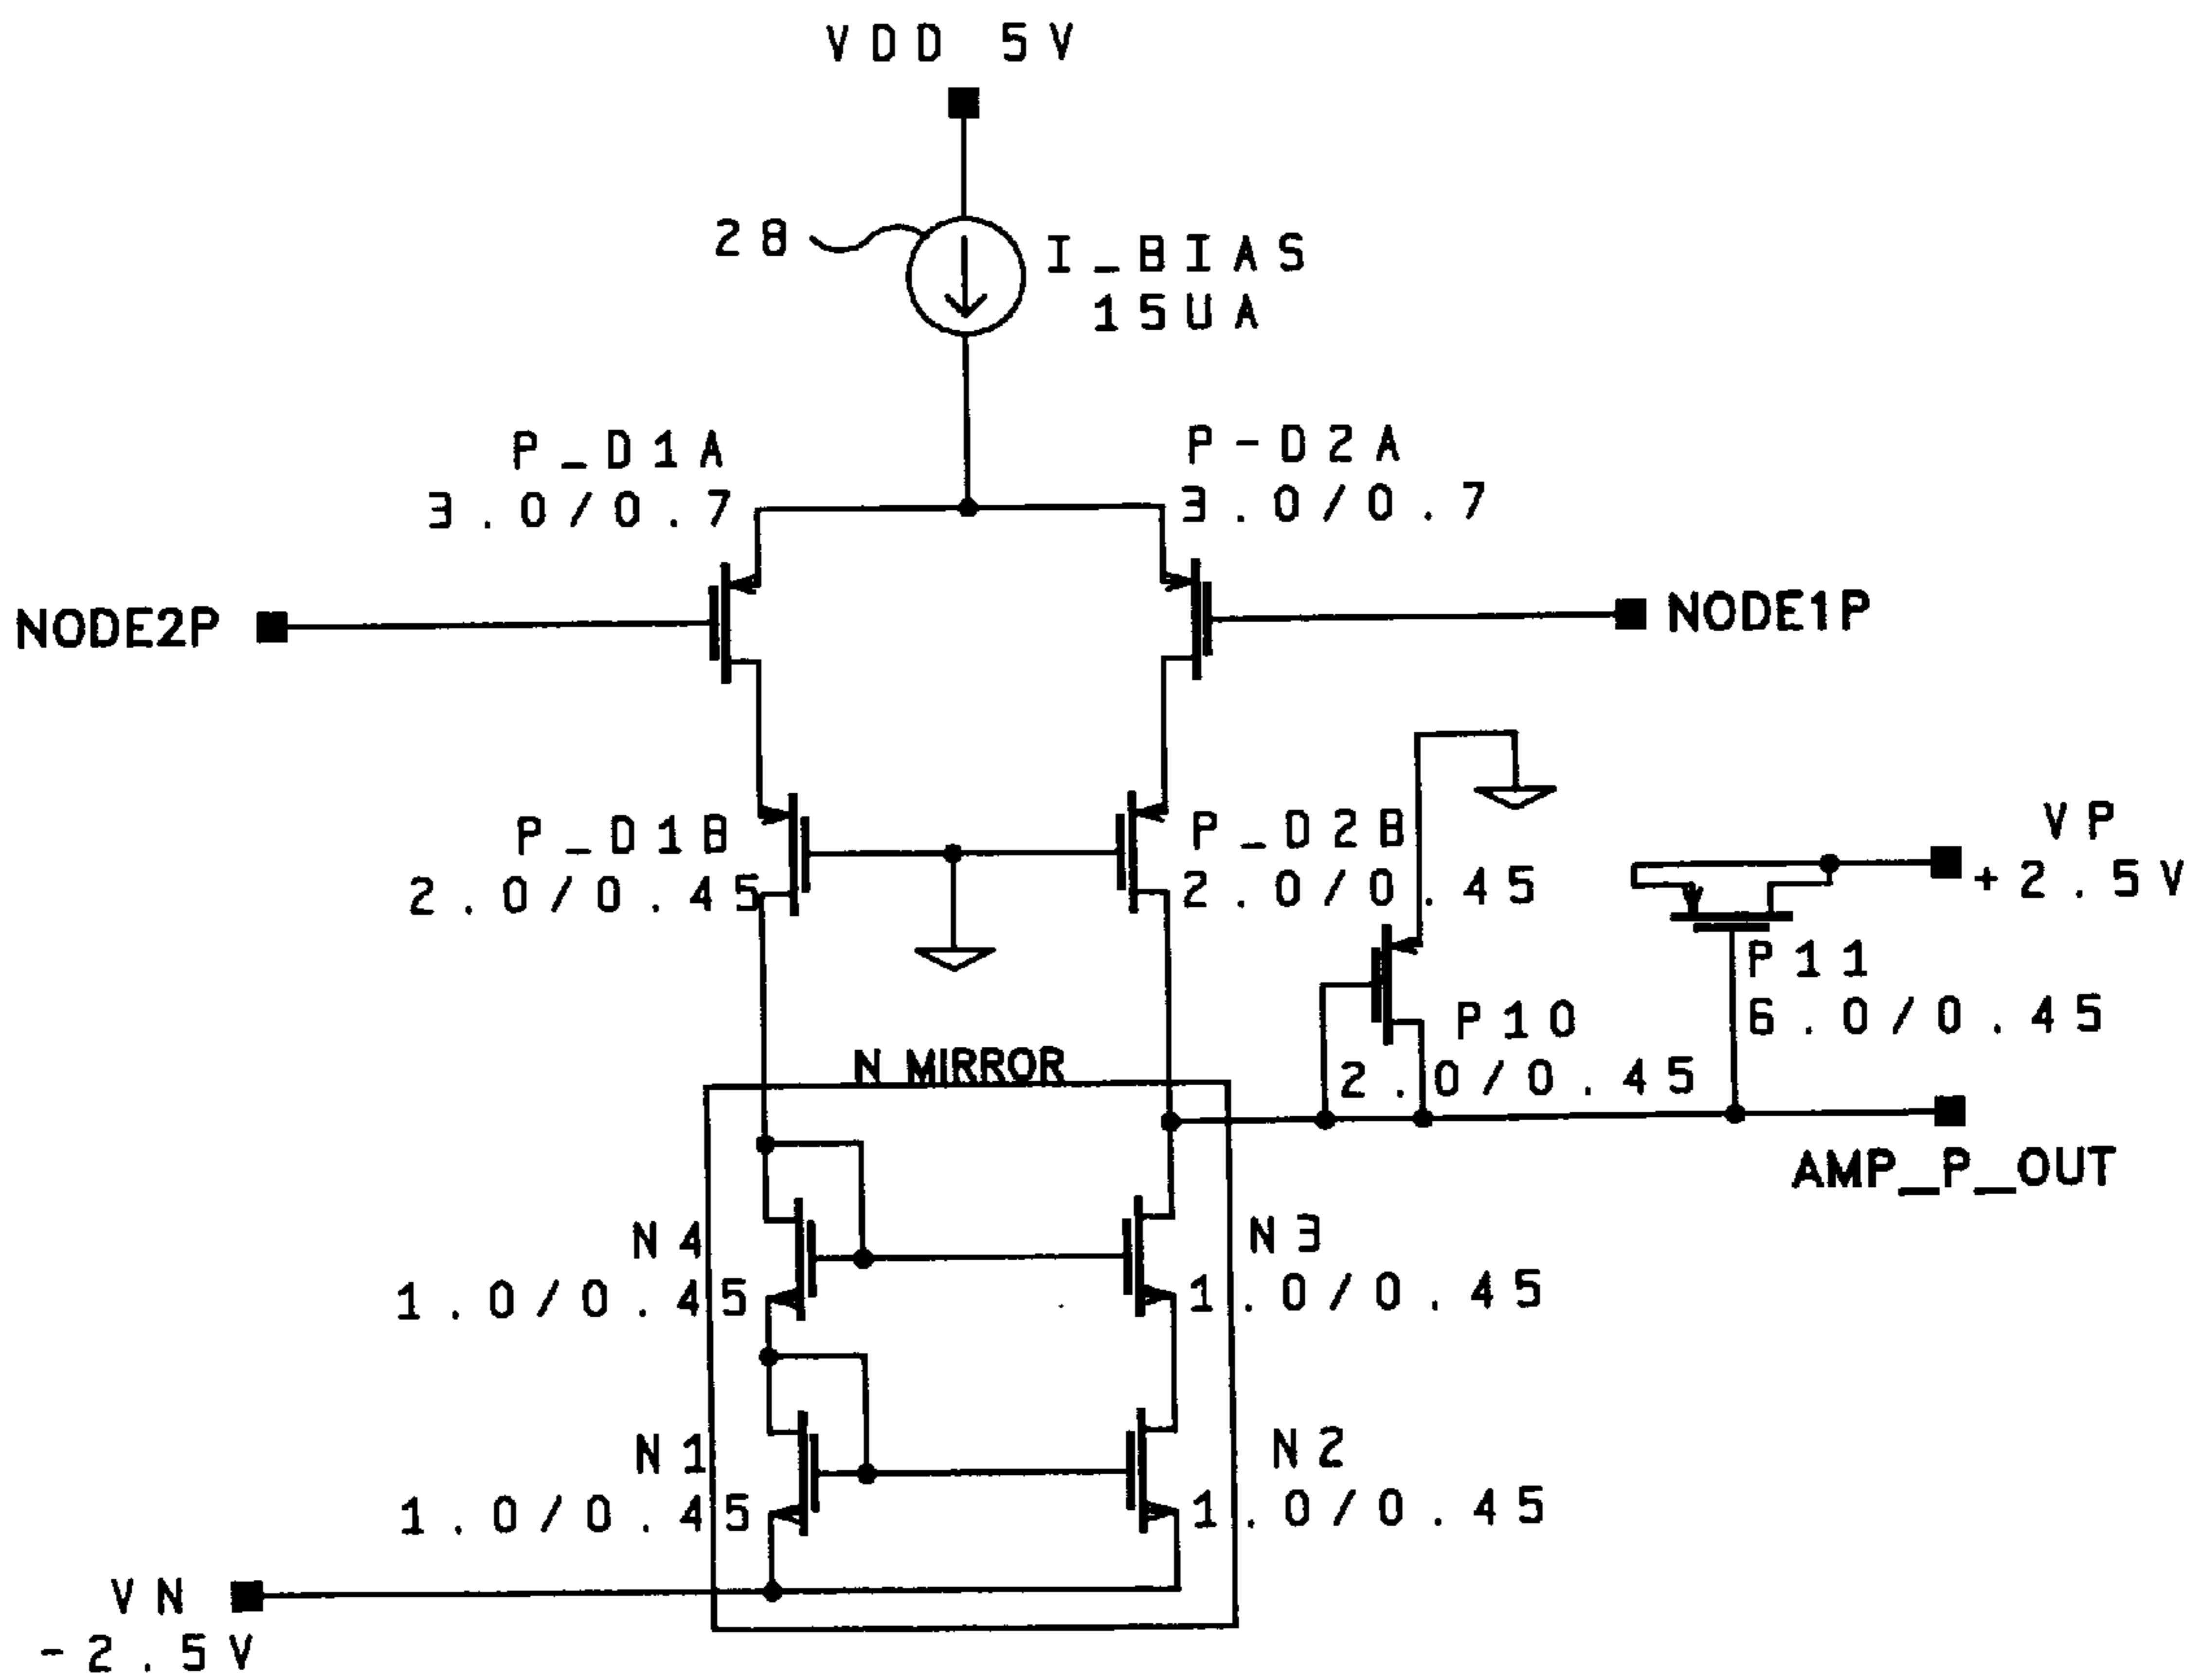 VDD 5V
28
I_BIAS
15UA
P_D1A
3.0/0.7
P-D2A
3.0/0.7
NODE2P
NODE1P
P_D1B
2.0/0.45
P_D2B
2.0/0.45
VP
+2.5V
P11
6.0/0.45
P10
2.0/0.45
N MIRROR
AMP_P_OUT
N4
1.0/0.45
N3
1.0/0.45
N1
1.0/0.45
N2
1.0/0.45
VN
-2.5V